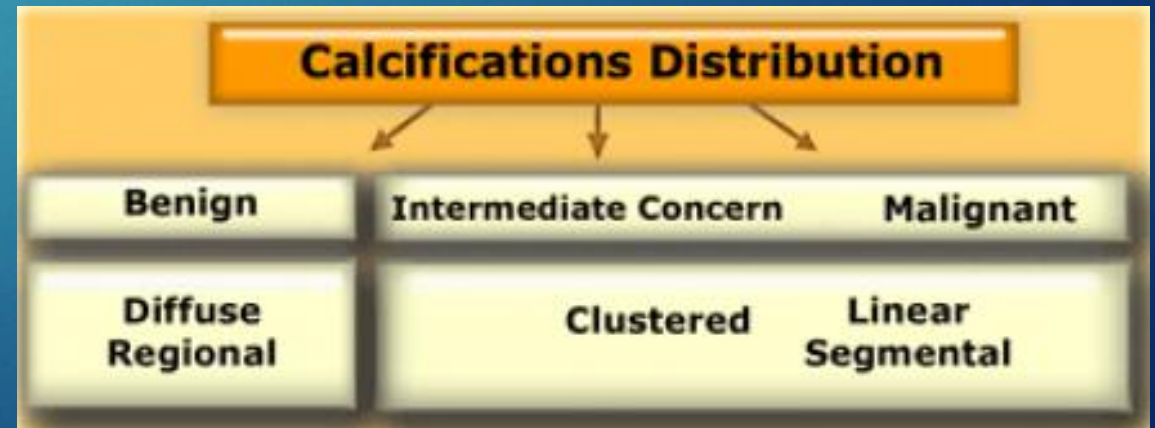 Calcifications Distribution
Benign
Intermediate Concern
Malignant
Diffuse
Regional
Clustered
Linear
Segmental